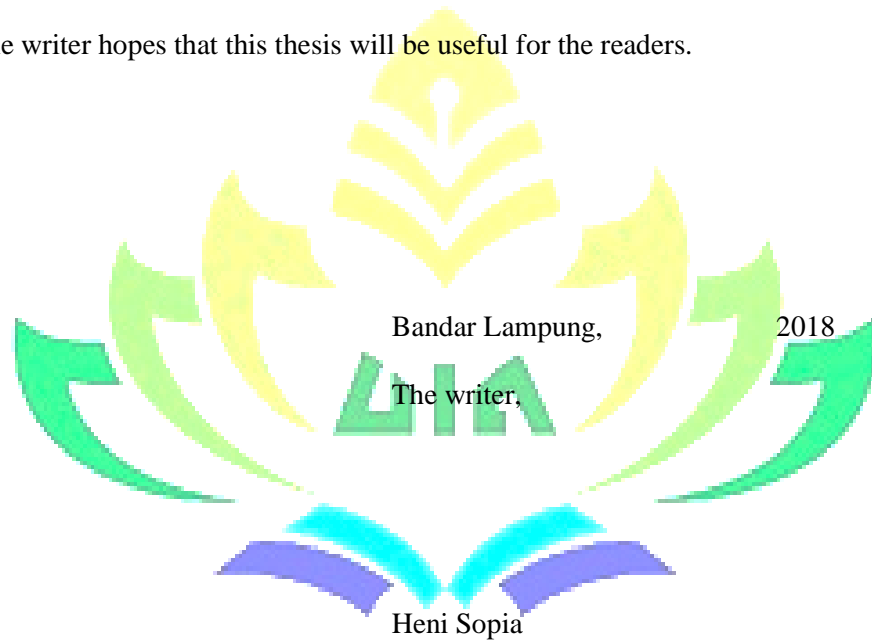 e writer hopes that this thesis will be useful for the readers.
Bandar Lampung, 2018
The writer,
UIN
Heni Sopia